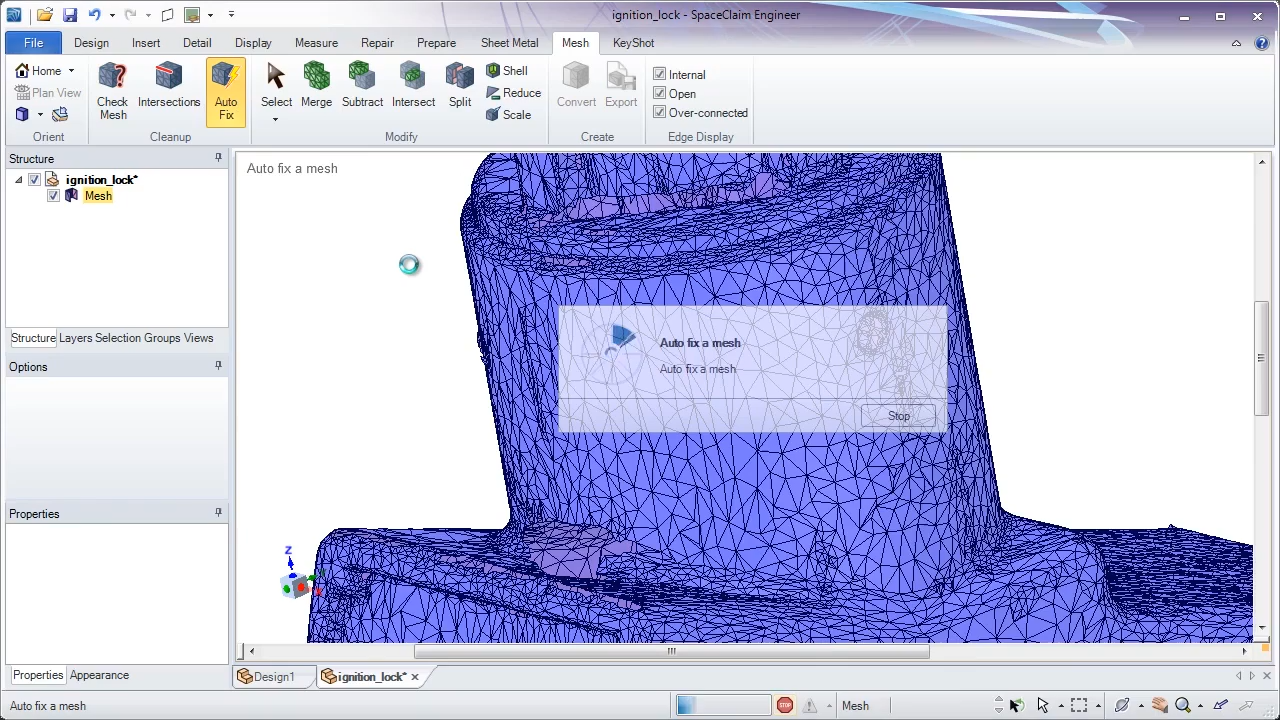 ignition_lock* - SpaceClaim Engineer
File Design Insert Detail Display Measure Repair Prepare Sheet Metal Mesh KeyShot
Home
Plan View
Orient
Check Mesh
Intersections
Auto Fix
Cleanup
Select
Merge
Subtract
Intersect
Split
Shell
Reduce
Scale
Modify
Convert
Export
Create
Internal
Open
Over-connected
Edge Display
Structure
ignition_lock*
Mesh
Structure Layers Selection Groups Views
Options
Properties
Properties Appearance
Auto fix a mesh
Auto fix a mesh
Auto fix a mesh
Stop
Z
Design1
ignition_lock*
Auto fix a mesh
STOP
Mesh